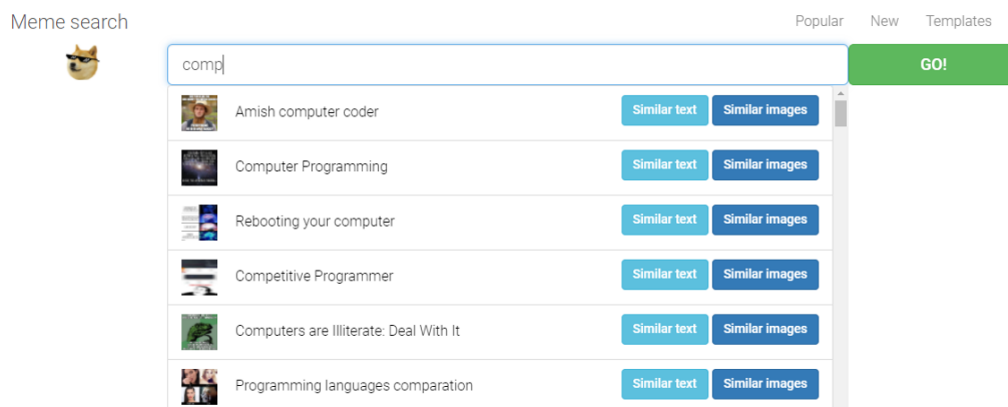 Meme search
Popular New Templates
comp GO!
Amish computer coder Similar text Similar images
Computer Programming Similar text Similar images
Rebooting your computer Similar text Similar images
Competitive Programmer Similar text Similar images
Computers are Illiterate: Deal With It Similar text Similar images
Programming languages comparation Similar text Similar images